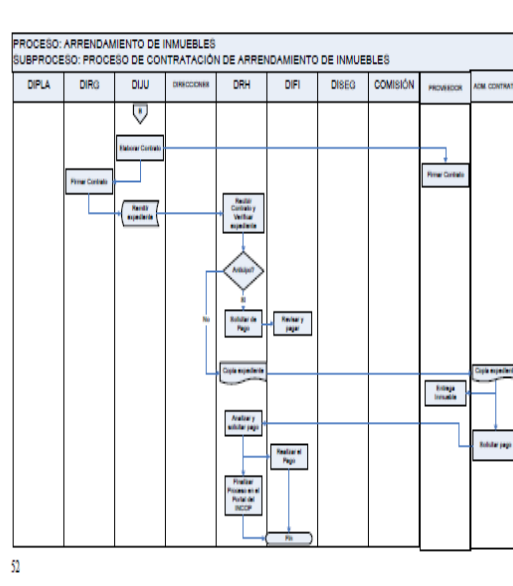 PROCESO: ARRENDAMIENTO DE INMUEBLES
SUBPROCESO: PROCESO DE CONTRATACIÓN DE ARRENDAMIENTO DE INMUEBLES
DIPLA
DIRG
DIJU
DIRECCIONES
DRH
DIFI
DISEG
COMISIÓN
PROVEEDOR
ADM. CONTRAT
Elaborar Contrato
Firmar Contrato
Firmar Contrato
Remitir
expediente
Recibir
Contrato y
Verificar
expediente
Anticipo?
SI
No
Solicitar de
Pago
Revisar y
pagar
Copia expediente
Copia expediente
Entrega
Inmueble
Analizar y
solicitar pago
Solicitar pago
Realizar el
Pago
Finalizar
Proceso en el
Portal del
INCOP
Fin
52